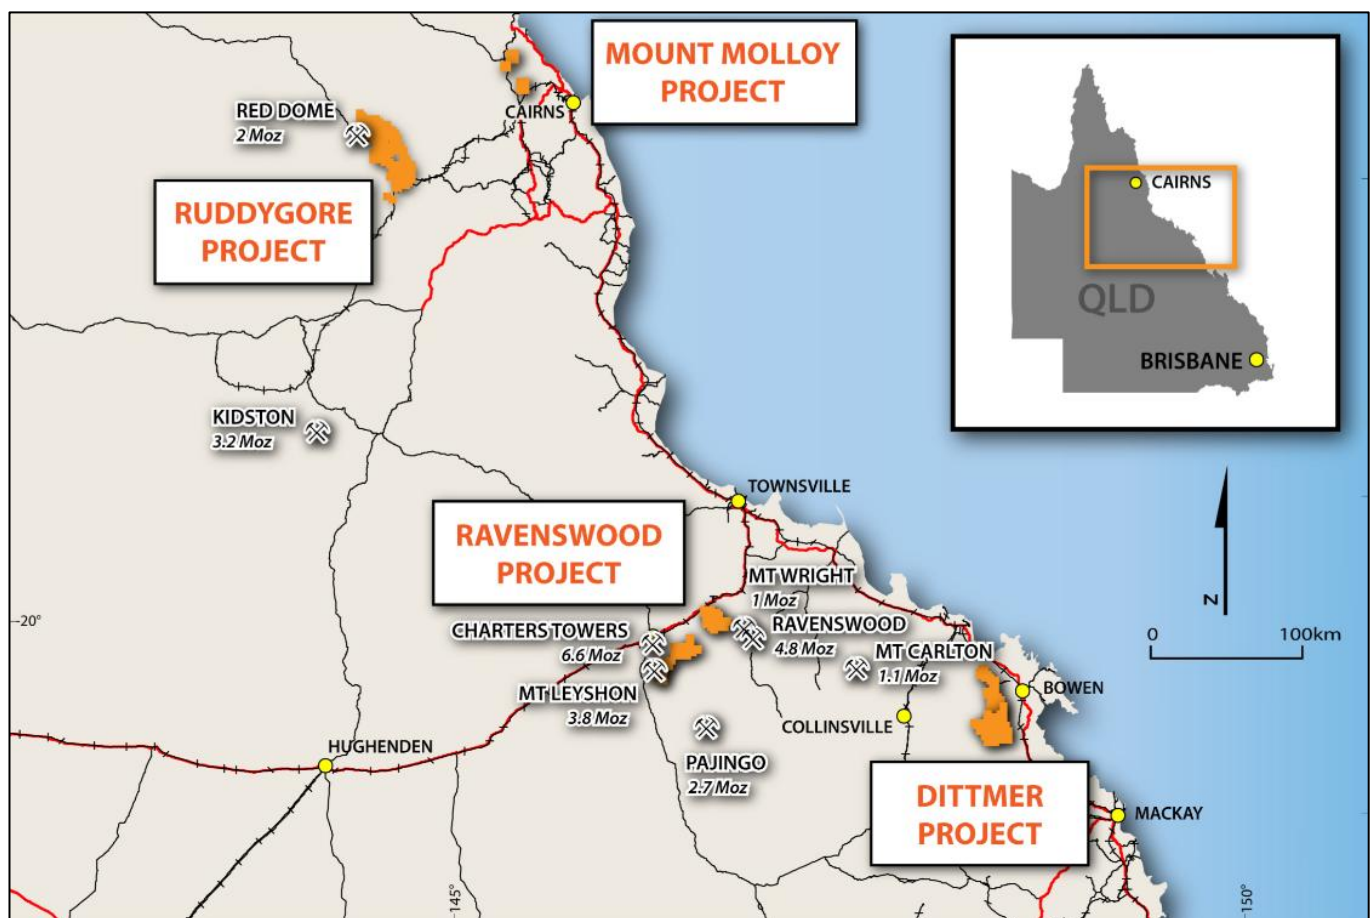 MOUNT MOLLOY
PROJECT
CAIRNS
RED DOME
2 Moz
RUDDYGORE
PROJECT
CAIRNS
QLD
BRISBANE
KIDSTON
3.2 Moz
TOWNSVILLE
RAVENSWOOD
PROJECT
MT WRIGHT
1 Moz
N
0 100km
-20°
CHARTERS TOWERS
6.6 Moz
RAVENSWOOD
4.8 Moz
MT CARLTON
1.1 Moz
MT LEYSHON
3.8 Moz
BOWEN
COLLINSVILLE
HUGHENDEN
PAJINGO
2.7 Moz
DITTMER
PROJECT
MACKAY
145°
150°